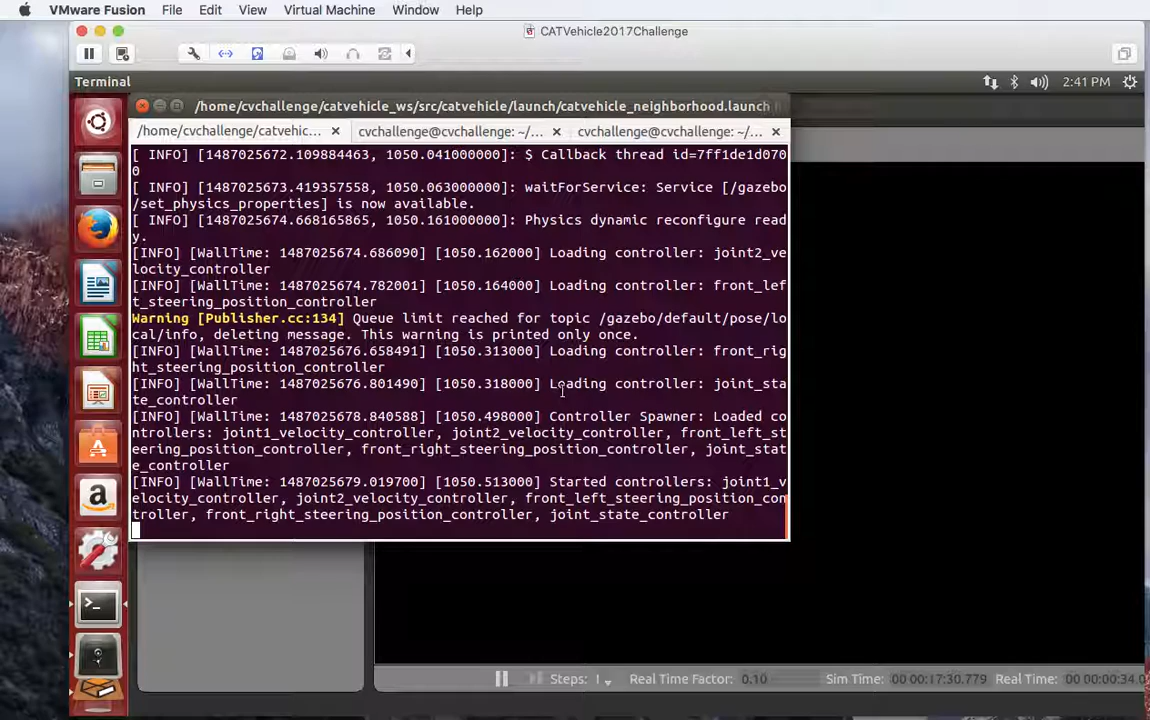 VMware Fusion File Edit View Virtual Machine Window Help
CATVehicle2017Challenge
Terminal
2:41 PM
/home/cvchallenge/catvehicle_ws/src/catvehicle/launch/catvehicle_neighborhood.launch
/home/cvchallenge/catvehic...
cvchallenge@cvchallenge: ~/...
cvchallenge@cvchallenge: ~/...
[ INFO] [1487025672.109884463, 1050.041000000]: $ Callback thread id=7ff1de1d070
0
[ INFO] [1487025673.419357558, 1050.063000000]: waitForService: Service [/gazebo
/set_physics_properties] is now available.
[ INFO] [1487025674.668165865, 1050.161000000]: Physics dynamic reconfigure read
y.
[INFO] [WallTime: 1487025674.686090] [1050.162000] Loading controller: joint2_ve
locity_controller
[INFO] [WallTime: 1487025674.782001] [1050.164000] Loading controller: front_lef
t_steering_position_controller
Warning [Publisher.cc:134] Queue limit reached for topic /gazebo/default/pose/lo
cal/info, deleting message. This warning is printed only once.
[INFO] [WallTime: 1487025676.658491] [1050.313000] Loading controller: front_rig
ht_steering_position_controller
[INFO] [WallTime: 1487025676.801490] [1050.318000] Loading controller: joint_sta
te_controller
[INFO] [WallTime: 1487025678.840588] [1050.498000] Controller Spawner: Loaded co
ntrollers: joint1_velocity_controller, joint2_velocity_controller, front_left_st
eering_position_controller, front_right_steering_position_controller, joint_stat
e_controller
[INFO] [WallTime: 1487025679.019700] [1050.513000] Started controllers: joint1_v
elocity_controller, joint2_velocity_controller, front_left_steering_position_con
troller, front_right_steering_position_controller, joint_state_controller
Steps: 1 Real Time Factor: 0.10 Sim Time: 00 00:17:30.779 Real Time: 00 00:00:34.0